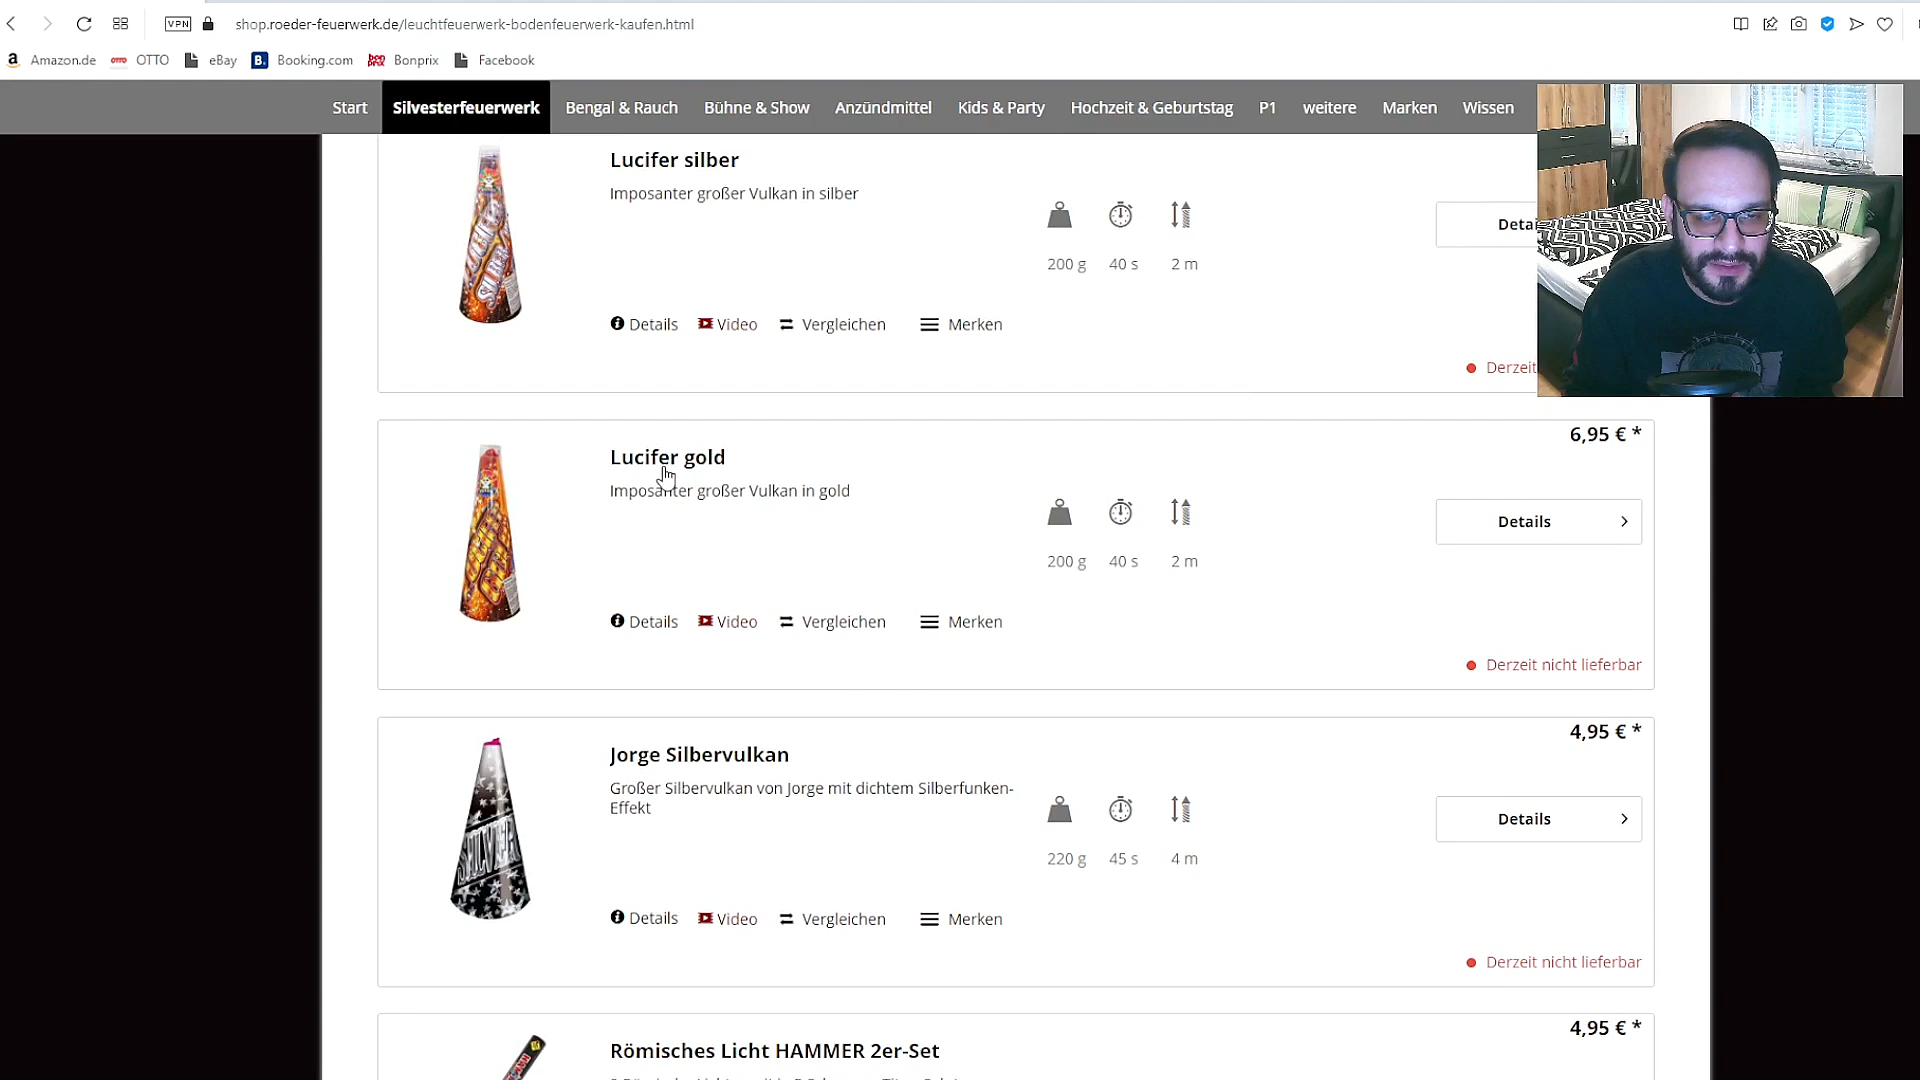 VPN shop.roeder-feuerwerk.de/leuchtfeuerwerk-bodenfeuerwerk-kaufen.html
Amazon.de OTTO eBay Booking.com Bonprix Facebook
Start Silvesterfeuerwerk Bengal & Rauch Bühne & Show Anzündmittel Kids & Party Hochzeit & Geburtstag P1 weitere Marken Wissen
Lucifer silber
Imposanter großer Vulkan in silber
Detai
200 g 40 s 2 m
Details Video Vergleichen Merken
Derzeit
6,95 € *
Lucifer gold
Imposanter großer Vulkan in gold
Details
200 g 40 s 2 m
Details Video Vergleichen Merken
Derzeit nicht lieferbar
4,95 € *
Jorge Silbervulkan
Großer Silbervulkan von Jorge mit dichtem Silberfunken-
Effekt
SILVER
Details
220 g 45 s 4 m
Details Video Vergleichen Merken
Derzeit nicht lieferbar
4,95 € *
Römisches Licht HAMMER 2er-Set